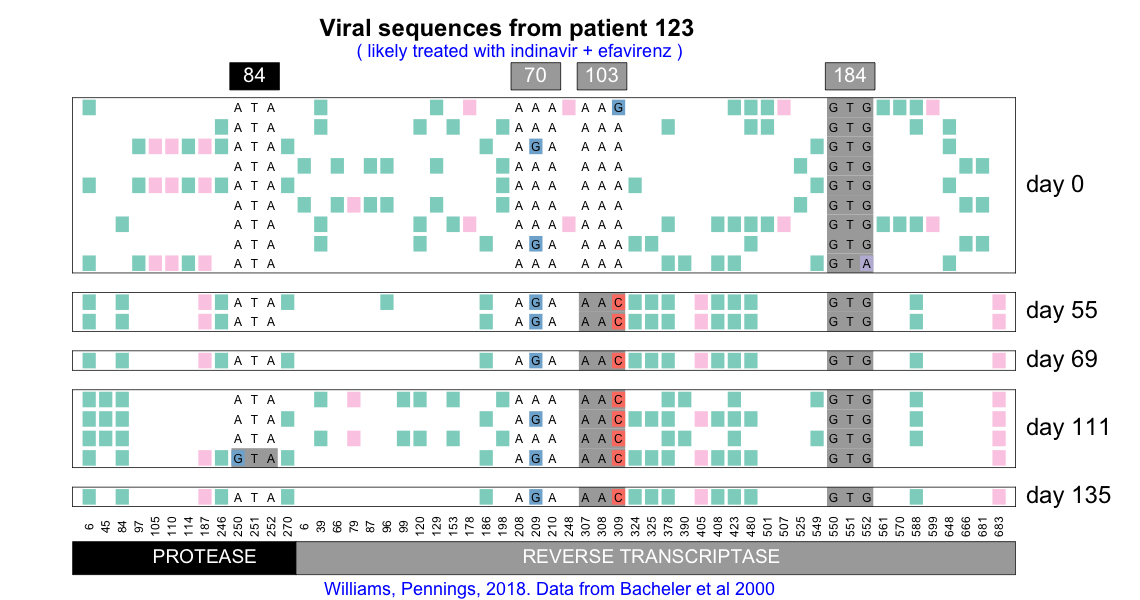 Viral sequences from patient 123
( likely treated with indinavir + efavirenz )
84 70 103 184
A T A A A A A A G G T G
A T A A A A A A A G T G
A T A A G A A A A G T G
A T A A A A A A A G T G
A T A A A A A A A G T G
A T A A A A A A A G T G
A T A A A A A A A G T G
A T A A G A A A A G T G
A T A A A A A A A G T A
day 0
A T A A G A A A C G T G
A T A A G A A A C G T G
day 55
A T A A G A A A C G T G
day 69
A T A A A A A A C G T G
A T A A G A A A C G T G
A T A A A A A A C G T G
G T A A G A A A C G T G
day 111
A T A A G A A A C G T G
day 135
6 45 84 97 105 110 114 187 246 250 251 252 270 6 39 66 79 87 96 99 120 129 153 178 186 198 208 209 210 248 307 308 309 324 325 378 390 405 408 423 480 501 507 525 549 550 551 552 561 570 588 599 648 666 681 683
PROTEASE REVERSE TRANSCRIPTASE
Williams, Pennings, 2018. Data from Bacheler et al 2000